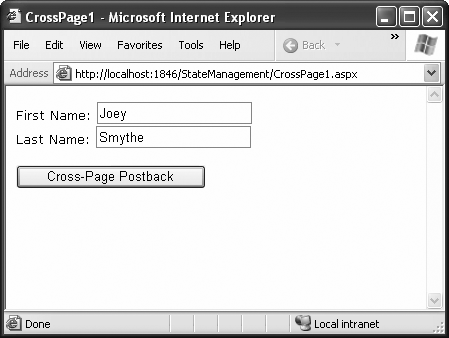 CrossPage1 - Microsoft Internet Explorer
File Edit View Favorites Tools Help Back »
Address http://localhost:1846/StateManagement/CrossPage1.aspx
First Name: Joey
Last Name: Smythe
Cross-Page Postback
Done Local intranet